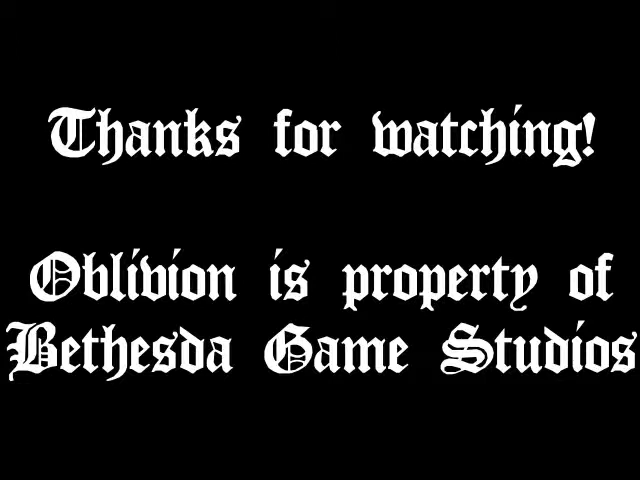 Thanks for watching!
Oblivion is property of
Bethesda Game Studios